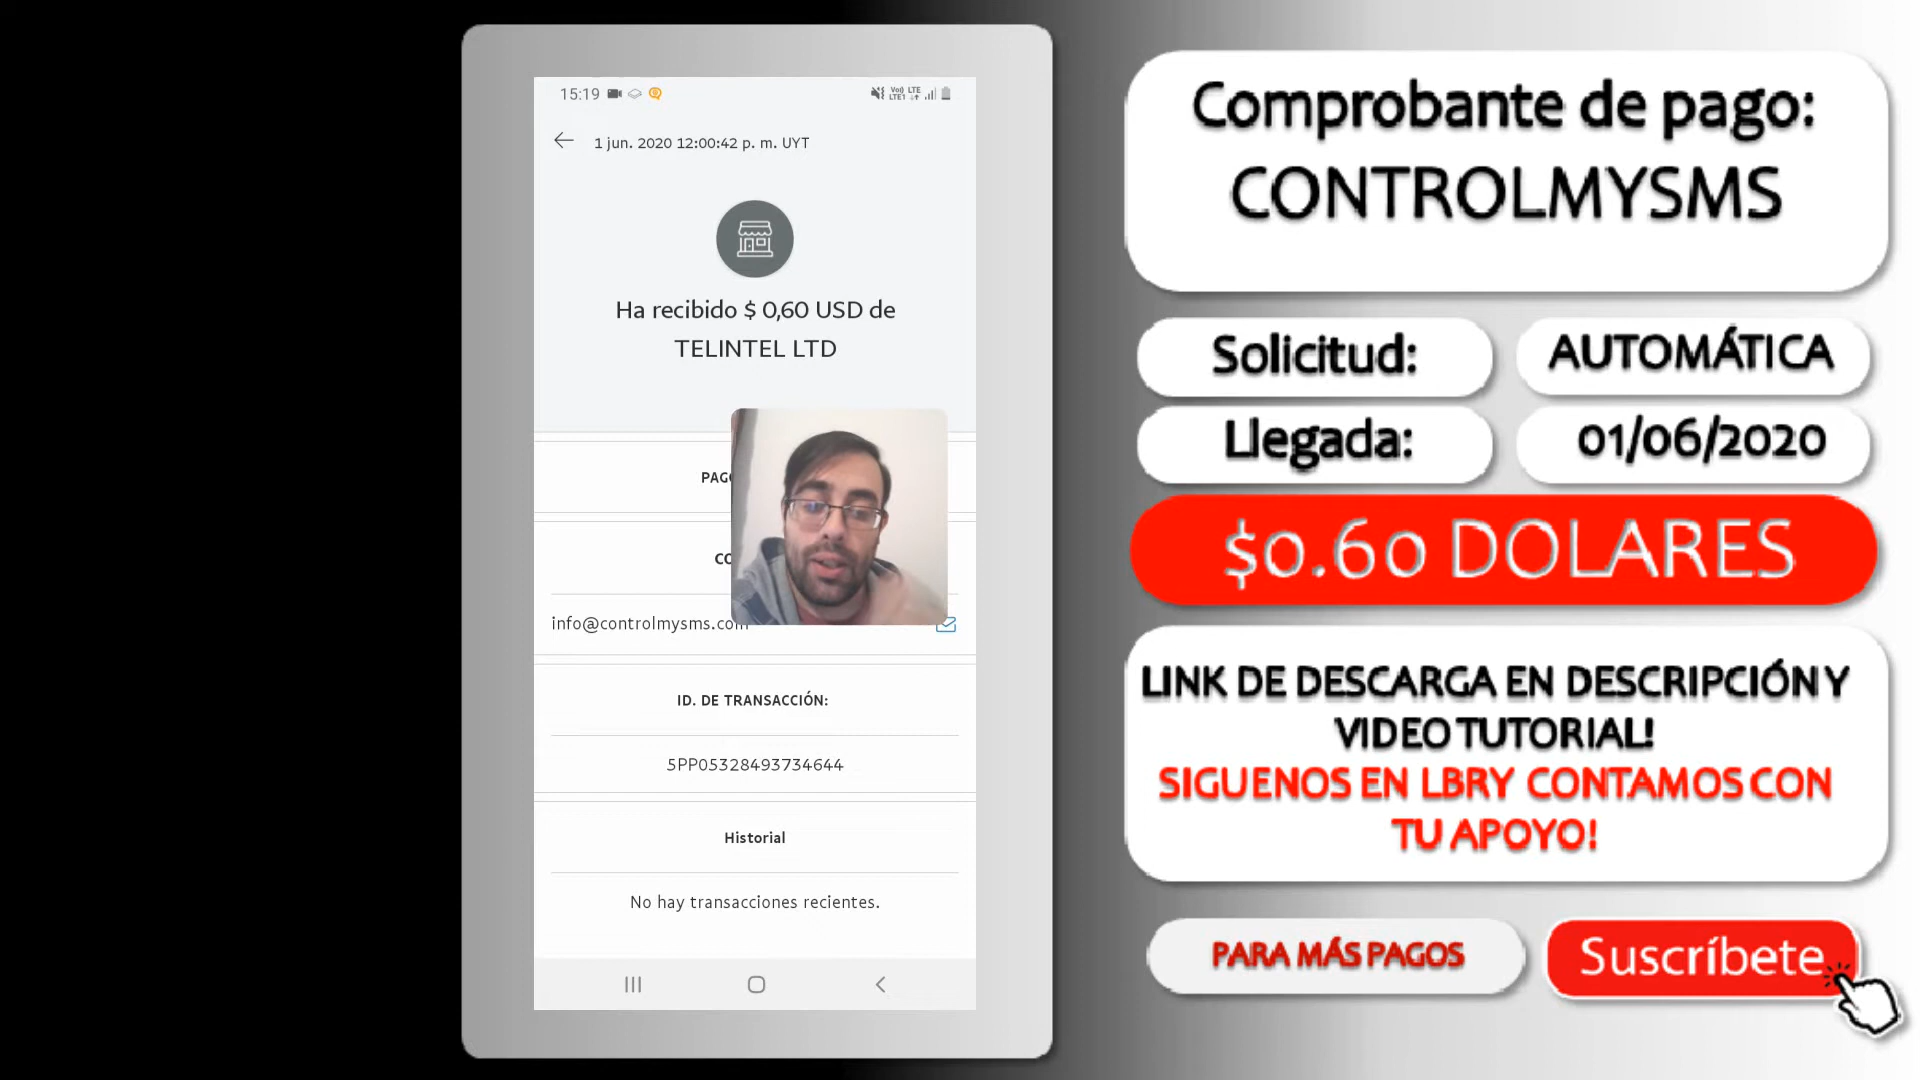 15:19
Vo) LTE
LTE1
1 jun. 2020 12:00:42 p. m. UYT
Ha recibido $ 0,60 USD de
TELINTEL LTD
info@controlmysms.com
ID. DE TRANSACCIÓN:
5PP05328493734644
Historial
No hay transacciones recientes.
Comprobante de pago:
CONTROLMYSMS
Solicitud:
AUTOMÁTICA
Llegada:
01/06/2020
$0.60 DOLARES
LINK DE DESCARGA EN DESCRIPCIÓN Y
VIDEO TUTORIAL!
SIGUENOS EN LBRY CONTAMOS CON
TU APOYO!
PARA MÁS PAGOS
Suscríbete